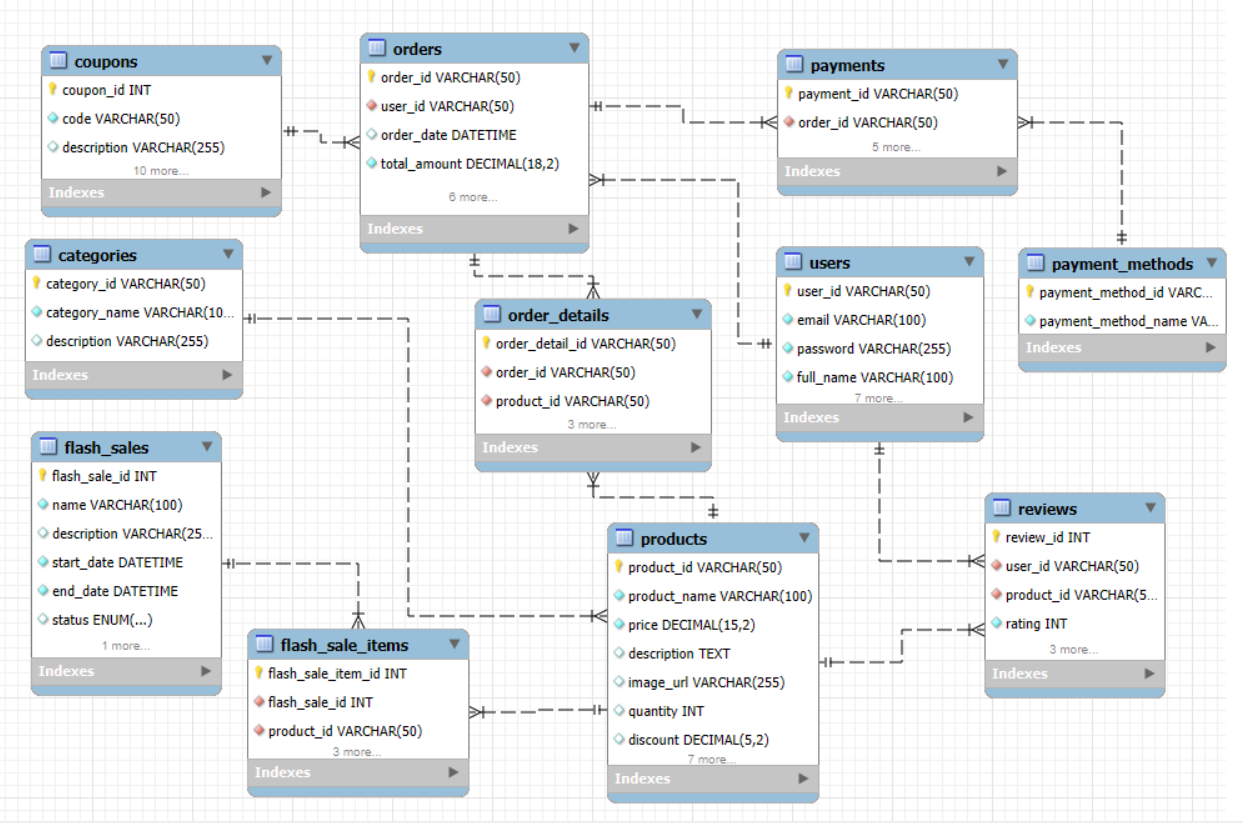 coupons
coupon_id INT
code VARCHAR(50)
description VARCHAR(255)
10 more...
Indexes
orders
order_id VARCHAR(50)
user_id VARCHAR(50)
order_date DATETIME
total_amount DECIMAL(18,2)
6 more...
Indexes
payments
payment_id VARCHAR(50)
order_id VARCHAR(50)
5 more...
Indexes
categories
category_id VARCHAR(50)
category_name VARCHAR(10...
description VARCHAR(255)
Indexes
order_details
order_detail_id VARCHAR(50)
order_id VARCHAR(50)
product_id VARCHAR(50)
3 more...
Indexes
users
user_id VARCHAR(50)
email VARCHAR(100)
password VARCHAR(255)
full_name VARCHAR(100)
7 more...
Indexes
payment_methods
payment_method_id VARC...
payment_method_name VA...
Indexes
flash_sales
flash_sale_id INT
name VARCHAR(100)
description VARCHAR(25...
start_date DATETIME
end_date DATETIME
status ENUM(...)
1 more...
Indexes
flash_sale_items
flash_sale_item_id INT
flash_sale_id INT
product_id VARCHAR(50)
3 more...
Indexes
products
product_id VARCHAR(50)
product_name VARCHAR(100)
price DECIMAL(15,2)
description TEXT
image_url VARCHAR(255)
quantity INT
discount DECIMAL(5,2)
7 more...
Indexes
reviews
review_id INT
user_id VARCHAR(50)
product_id VARCHAR(5...
rating INT
3 more...
Indexes